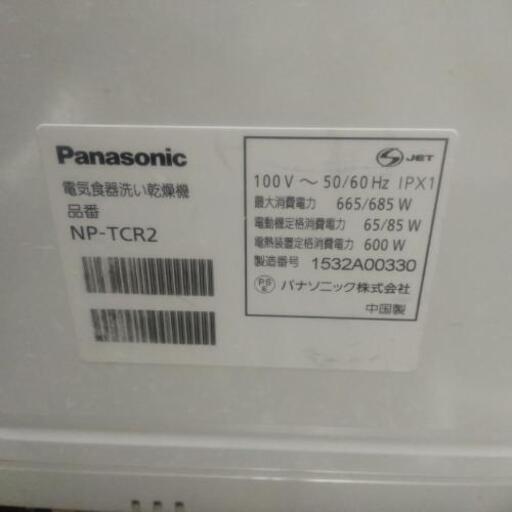 Panasonic
電気食器洗い乾燥機
品番
NP-TCR2
S JET
100V ～ 50/60Hz IPX1
最大消費電力 665/685 W
電動機定格消費電力 65/85 W
電熱装置定格消費電力 600 W
製造番号 1532A00330
PS E パナソニック株式会社
中国製